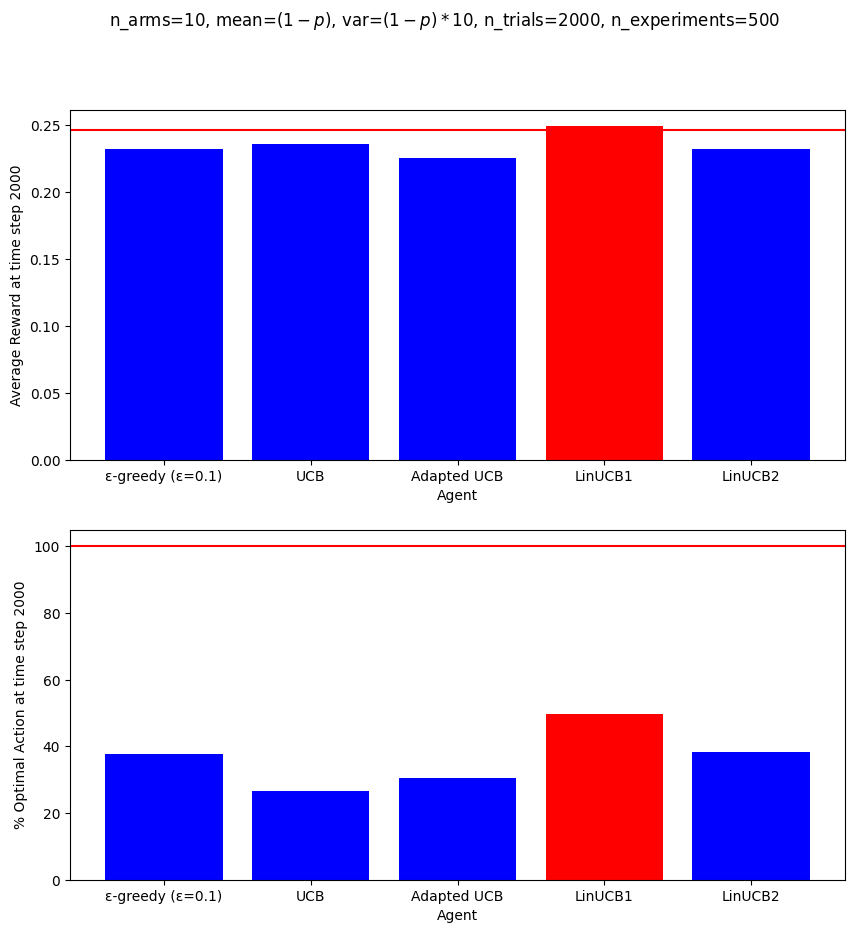 n_arms=10, mean=(1 − p), var=(1 − p) * 10, n_trials=2000, n_experiments=500
Average Reward at time step 2000
0.25
0.20
0.15
0.10
0.05
0.00
ε-greedy (ε=0.1) UCB Adapted UCB LinUCB1 LinUCB2
Agent
% Optimal Action at time step 2000
100
80
60
40
20
0
ε-greedy (ε=0.1) UCB Adapted UCB LinUCB1 LinUCB2
Agent